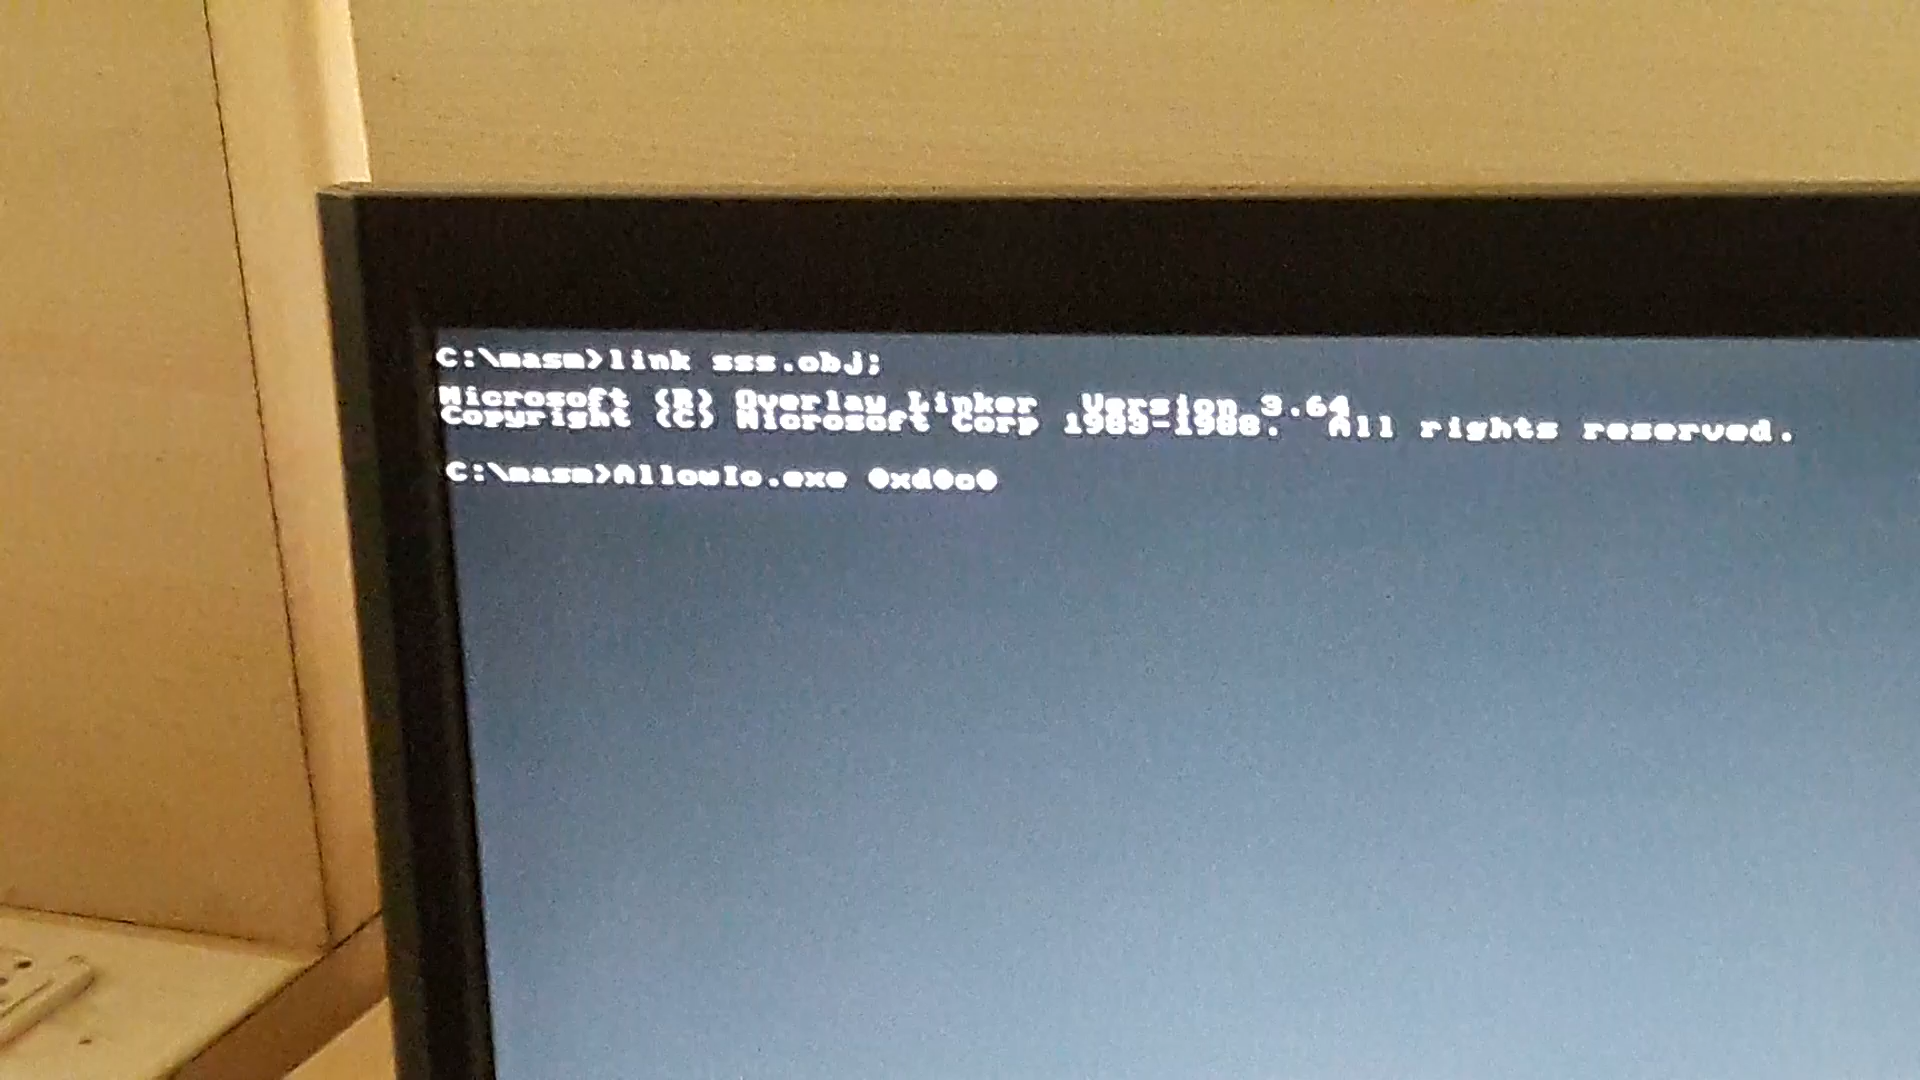 C:\masm>link sss.obj;
Microsoft (R) Overlay Linker  Version 3.64
Copyright (C) Microsoft Corp 1983-1988.  All rights reserved.
C:\masm>AllowIo.exe 0xd0o0